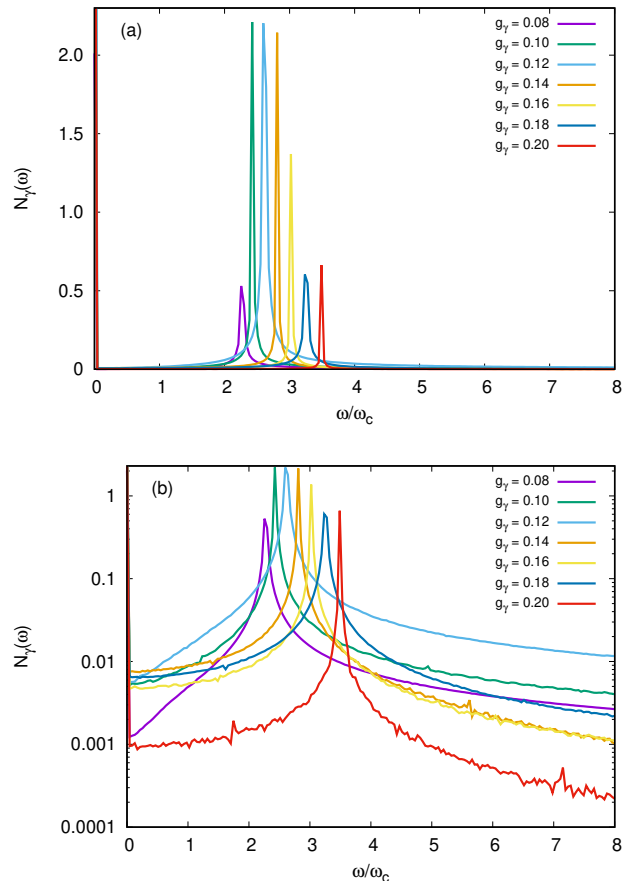 (a)
g_γ = 0.08
g_γ = 0.10
g_γ = 0.12
g_γ = 0.14
g_γ = 0.16
g_γ = 0.18
g_γ = 0.20
N_γ(ω)
2.0
1.5
1.0
0.5
0
0 1 2 3 4 5 6 7 8
ω/ω_c
(b)
g_γ = 0.08
g_γ = 0.10
g_γ = 0.12
g_γ = 0.14
g_γ = 0.16
g_γ = 0.18
g_γ = 0.20
N_γ(ω)
1
0.1
0.01
0.001
0.0001
0 1 2 3 4 5 6 7 8
ω/ω_c